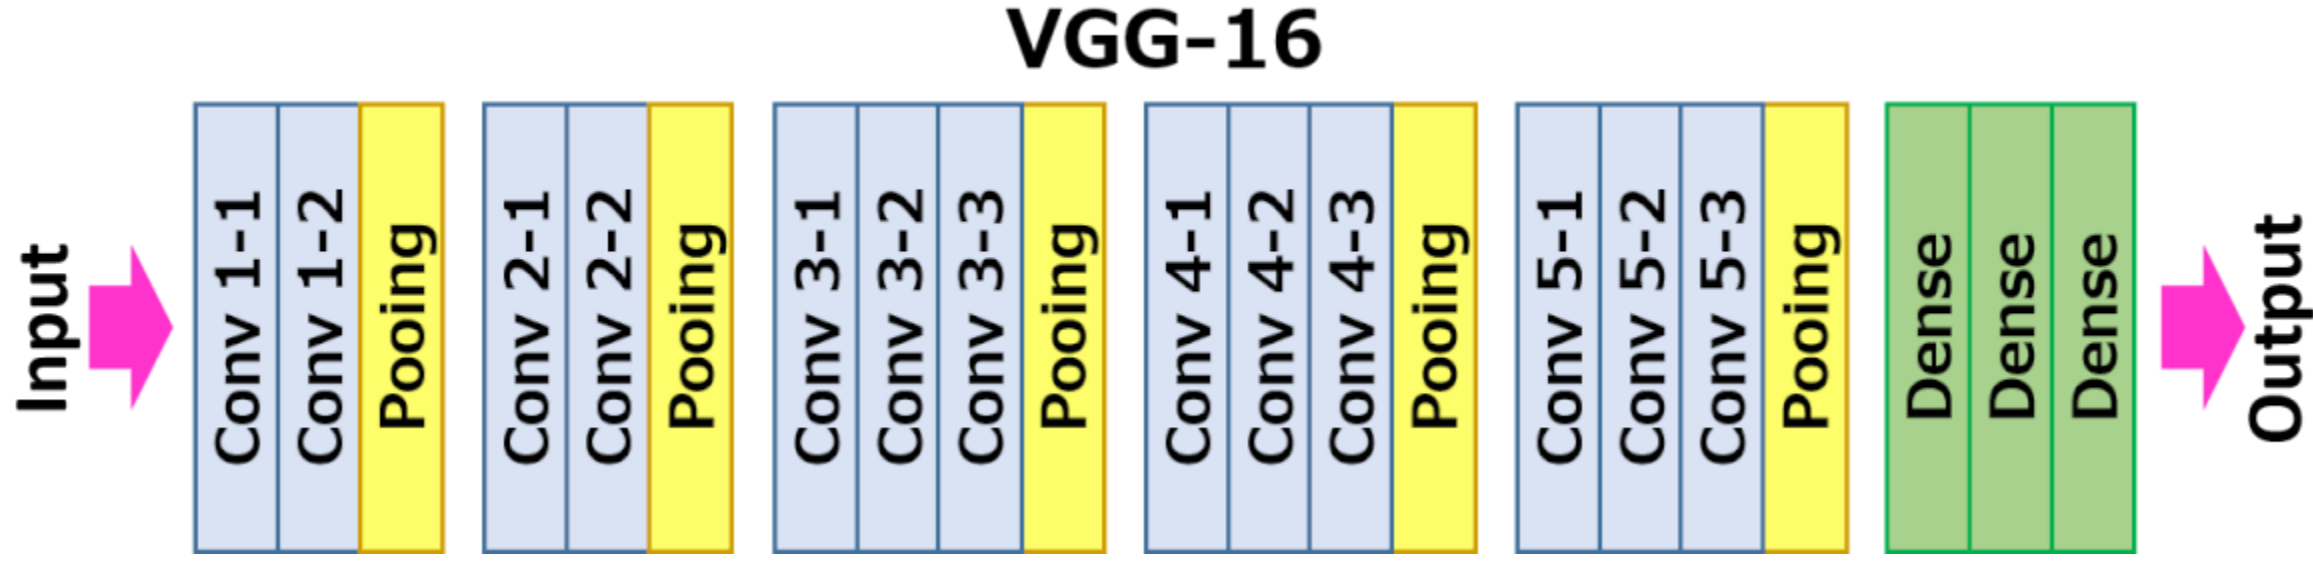 VGG-16
Input
Conv 1-1
Conv 1-2
Pooing
Conv 2-1
Conv 2-2
Pooing
Conv 3-1
Conv 3-2
Conv 3-3
Pooing
Conv 4-1
Conv 4-2
Conv 4-3
Pooing
Conv 5-1
Conv 5-2
Conv 5-3
Pooing
Dense
Dense
Dense
Output